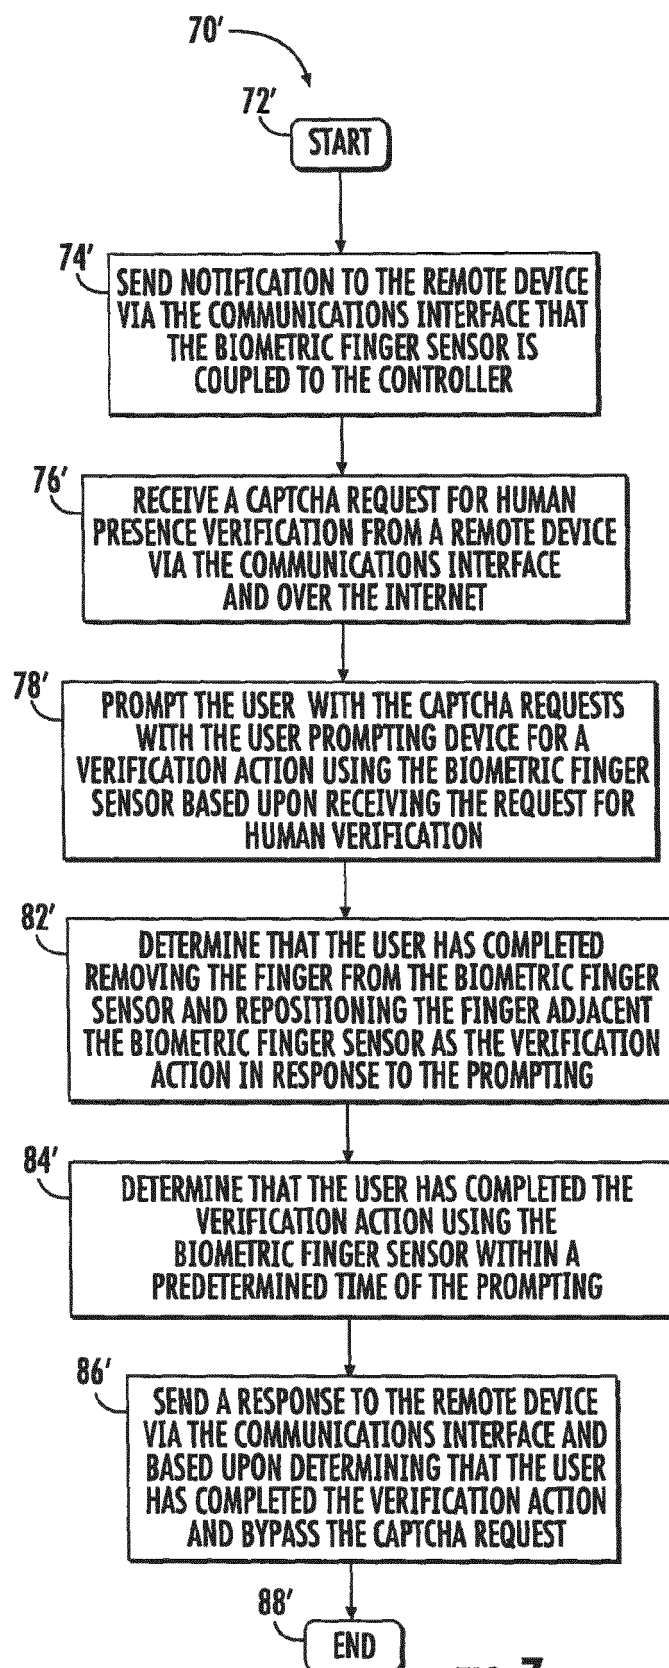 70'
72'
START
74'
SEND NOTIFICATION TO THE REMOTE DEVICE
VIA THE COMMUNICATIONS INTERFACE THAT
THE BIOMETRIC FINGER SENSOR IS
COUPLED TO THE CONTROLLER
76'
RECEIVE A CAPTCHA REQUEST FOR HUMAN
PRESENCE VERIFICATION FROM A REMOTE DEVICE
VIA THE COMMUNICATIONS INTERFACE
AND OVER THE INTERNET
78'
PROMPT THE USER WITH THE CAPTCHA REQUESTS
WITH THE USER PROMPTING DEVICE FOR A
VERIFICATION ACTION USING THE BIOMETRIC FINGER
SENSOR BASED UPON RECEIVING THE REQUEST FOR
HUMAN VERIFICATION
82'
DETERMINE THAT THE USER HAS COMPLETED
REMOVING THE FINGER FROM THE BIOMETRIC FINGER
SENSOR AND REPOSITIONING THE FINGER ADJACENT
THE BIOMETRIC FINGER SENSOR AS THE VERIFICATION
ACTION IN RESPONSE TO THE PROMPTING
84'
DETERMINE THAT THE USER HAS COMPLETED THE
VERIFICATION ACTION USING THE
BIOMETRIC FINGER SENSOR WITHIN A
PREDETERMINED TIME OF THE PROMPTING
86'
SEND A RESPONSE TO THE REMOTE DEVICE
VIA THE COMMUNICATIONS INTERFACE AND
BASED UPON DETERMINING THAT THE USER
HAS COMPLETED THE VERIFICATION ACTION
AND BYPASS THE CAPTCHA REQUEST
88'
END